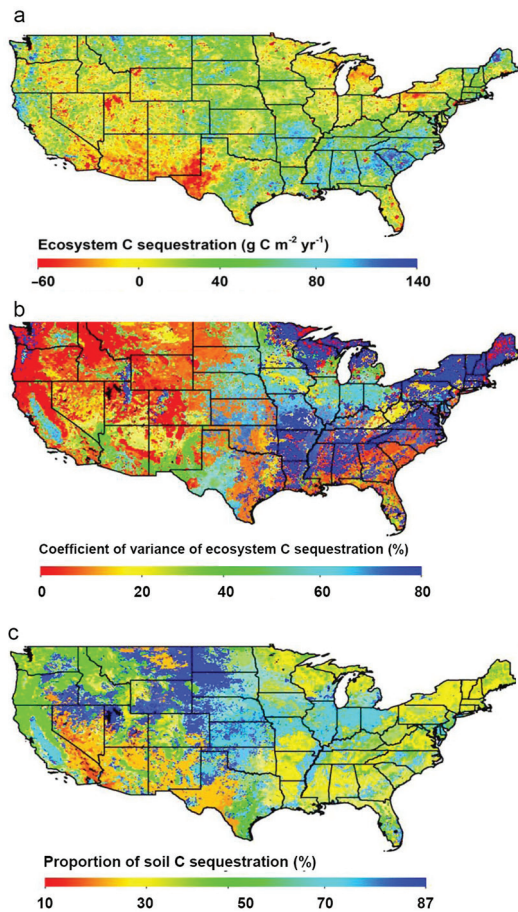 a
Ecosystem C sequestration (g C m⁻² yr⁻¹)
–60 0 80 140
b
Coefficient of variance of ecosystem C sequestration (%)
0 20 40 60 80
c
Proportion of soil C sequestration (%)
10 30 50 70 87